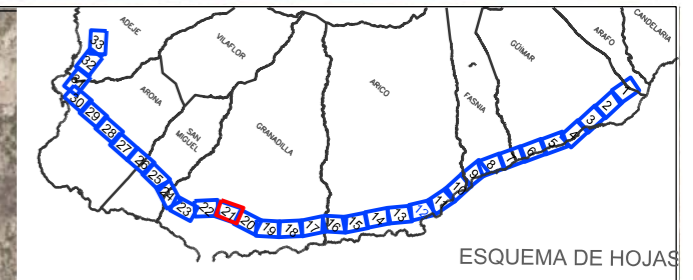 ADEJE
VILAFLOR
ARONA
SAN
MIGUEL
GRANADILLA
ARICO
FASNIA
GÜIMAR
ARAFO
CANDELARIA
33
32
31
30
29
28
27
26
25
24
23
22
21
20
19
18
17
16
15
14
13
12
11
10
9
8
7
6
5
4
3
2
1
ESQUEMA DE HOJAS